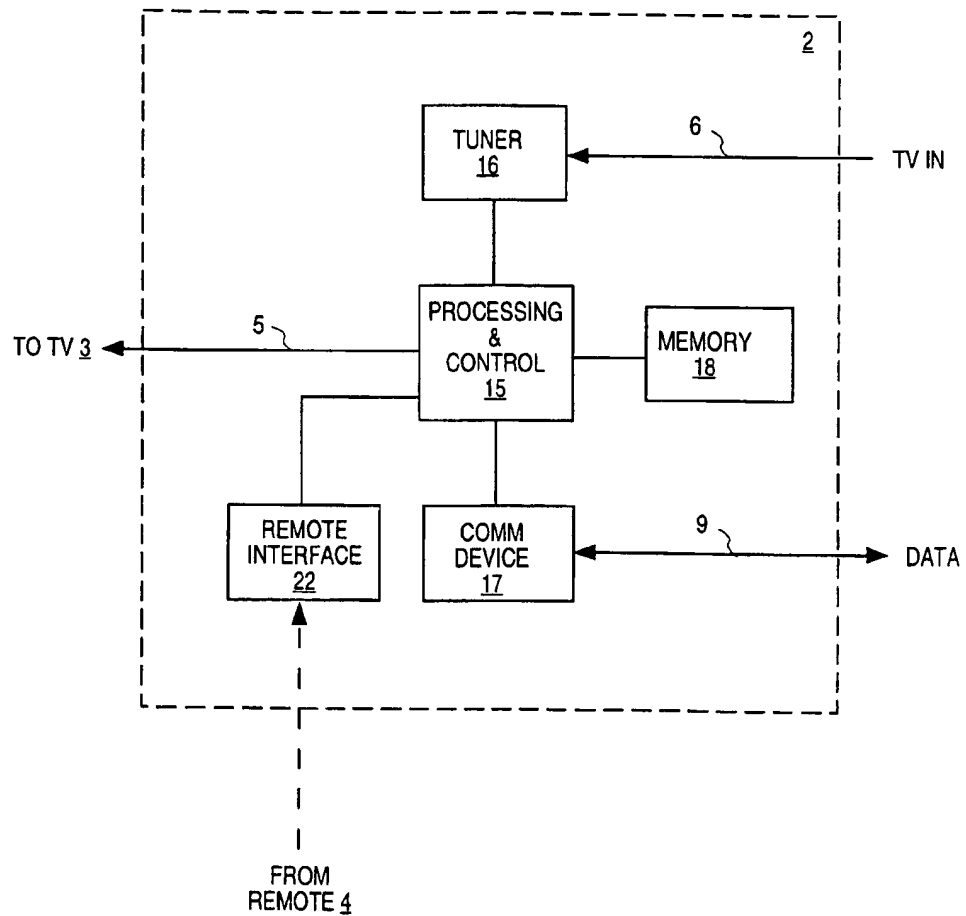 2
TUNER
16
6
TV IN
PROCESSING
&
CONTROL
15
5
TO TV 3
MEMORY
18
REMOTE
INTERFACE
22
COMM
DEVICE
17
9
DATA
FROM
REMOTE 4